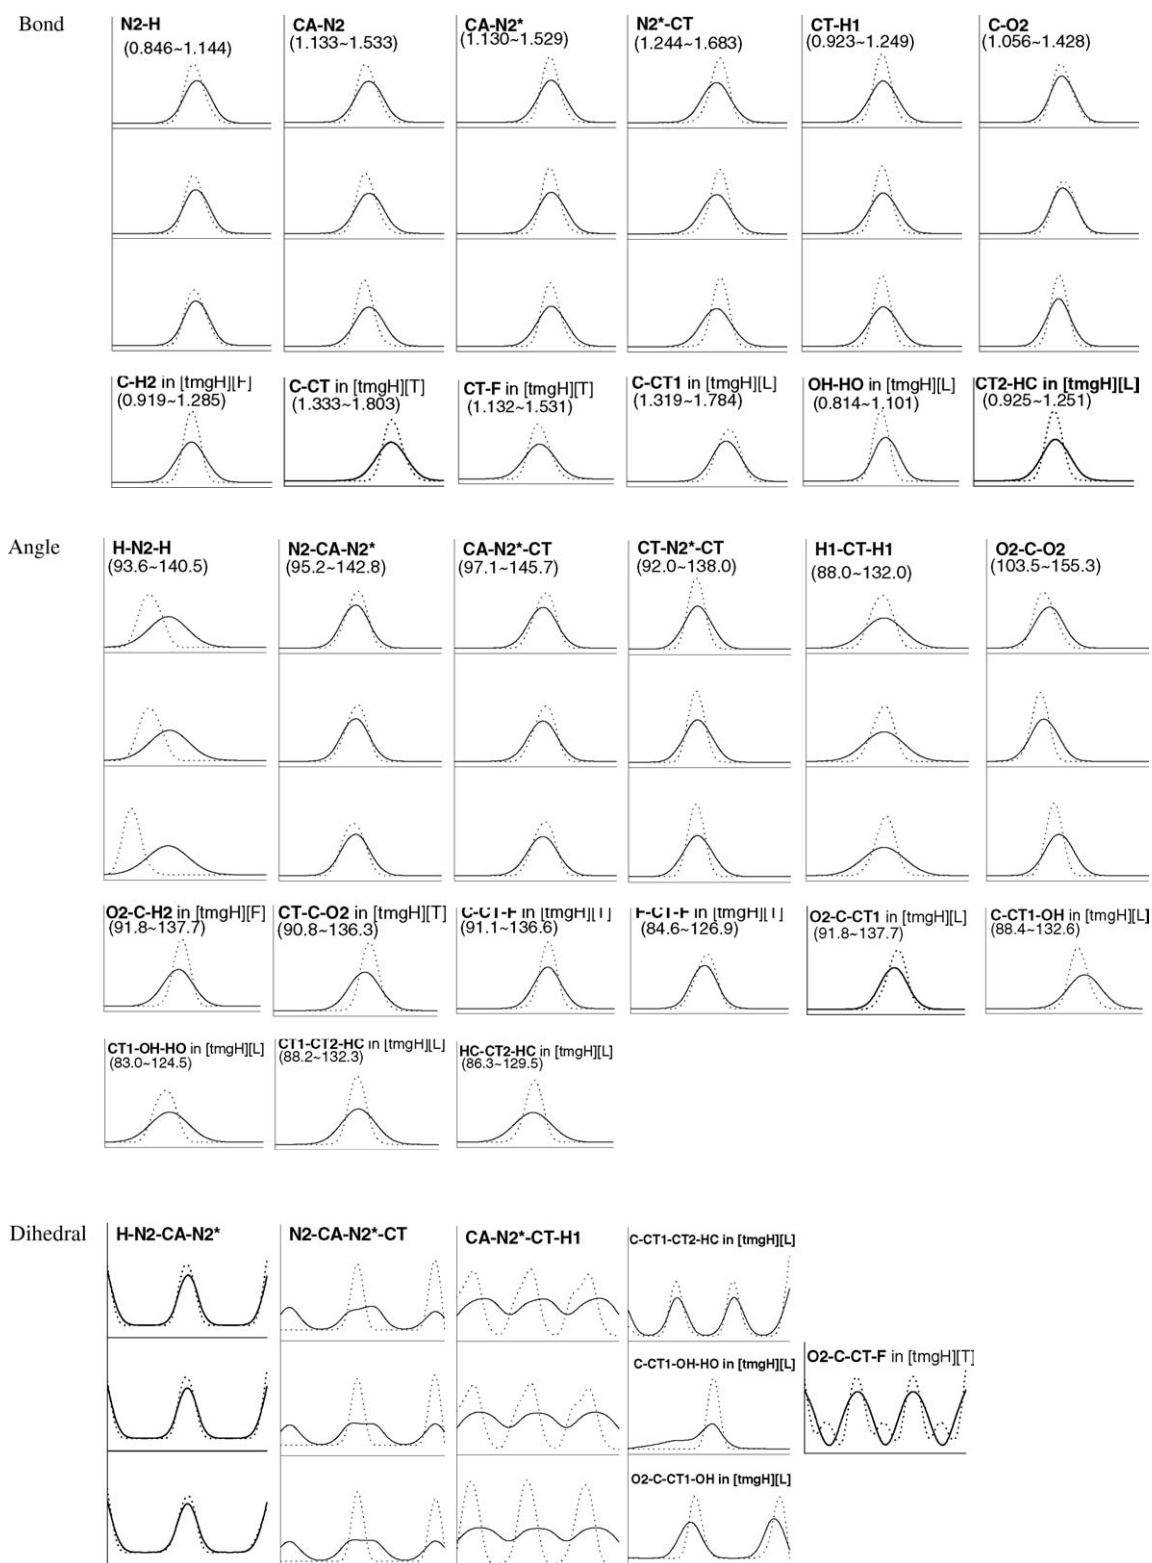 Bond
N2-H
(0.846~1.144)
CA-N2
(1.133~1.533)
CA-N2*
(1.130~1.529)
N2*-CT
(1.244~1.683)
CT-H1
(0.923~1.249)
C-O2
(1.056~1.428)
C-H2 in [tmgH][F]
(0.919~1.285)
C-CT in [tmgH][T]
(1.333~1.803)
CT-F in [tmgH][T]
(1.132~1.531)
C-CT1 in [tmgH][L]
(1.319~1.784)
OH-HO in [tmgH][L]
(0.814~1.101)
CT2-HC in [tmgH][L]
(0.925~1.251)
Angle
H-N2-H
(93.6~140.5)
N2-CA-N2*
(95.2~142.8)
CA-N2*-CT
(97.1~145.7)
CT-N2*-CT
(92.0~138.0)
H1-CT-H1
(88.0~132.0)
O2-C-O2
(103.5~155.3)
O2-C-H2 in [tmgH][F]
(91.8~137.7)
CT-C-O2 in [tmgH][T]
(90.8~136.3)
C-CT-F in [tmgH][T]
(91.1~136.6)
F-CT-F in [tmgH][T]
(84.6~126.9)
O2-C-CT1 in [tmgH][L]
(91.8~137.7)
C-CT1-OH in [tmgH][L]
(88.4~132.6)
CT1-OH-HO in [tmgH][L]
(83.0~124.5)
CT1-CT2-HC in [tmgH][L]
(88.2~132.3)
HC-CT2-HC in [tmgH][L]
(86.3~129.5)
Dihedral
H-N2-CA-N2*
N2-CA-N2*-CT
CA-N2*-CT-H1
C-CT1-CT2-HC in [tmgH][L]
C-CT1-OH-HO in [tmgH][L]
O2-C-CT-F in [tmgH][T]
O2-C-CT1-OH in [tmgH][L]